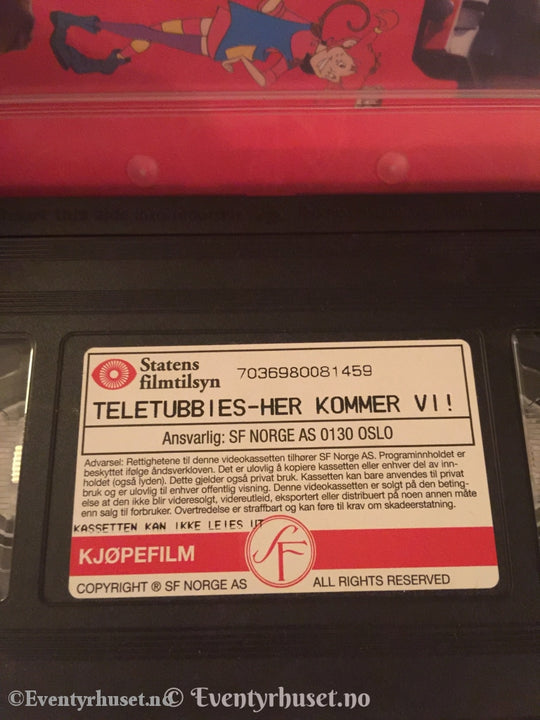 Statens
filmtilsyn
7036980081459
TELETUBBIES-HER KOMMER VI!
Ansvarlig: SF NORGE AS 0130 OSLO
Advarsel: Rettighetene til denne videokassetten tilhører SF Norge AS. Programinnholdet er
beskyttet ifølge åndsverkloven. Det er ulovlig å kopiere kassetten eller enhver del av inn-
holdet (også lyden). Dette gjelder også privat bruk. Kassetten kan bare anvendes til privat
bruk og er ulovlig til enhver offentlig visning. Denne videokassetten er solgt på den beting-
else at den ikke blir videresolgt, videreutleid, eksportert eller distribuert på noen annen måte
enn salg til forbruker. Overtredelse er straffbart og kan føre til krav om skadeerstatning.
KASSETTEN KAN IKKE LEIES UT
KJØPEFILM
SF
COPYRIGHT ® SF NORGE AS
ALL RIGHTS RESERVED
©Eventyrhuset.no
© Eventyrhuset.no